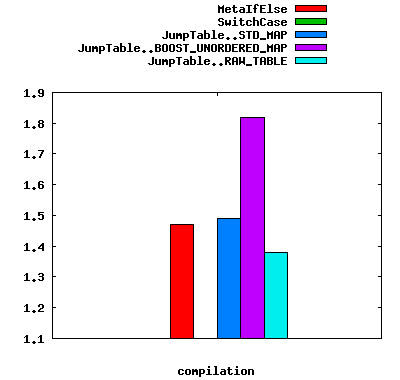 MetaIfElse
SwitchCase
JumpTable..STD_MAP
JumpTable..BOOST_UNORDERED_MAP
JumpTable..RAW_TABLE
1.9
1.8
1.7
1.6
1.5
1.4
1.3
1.2
1.1
compilation